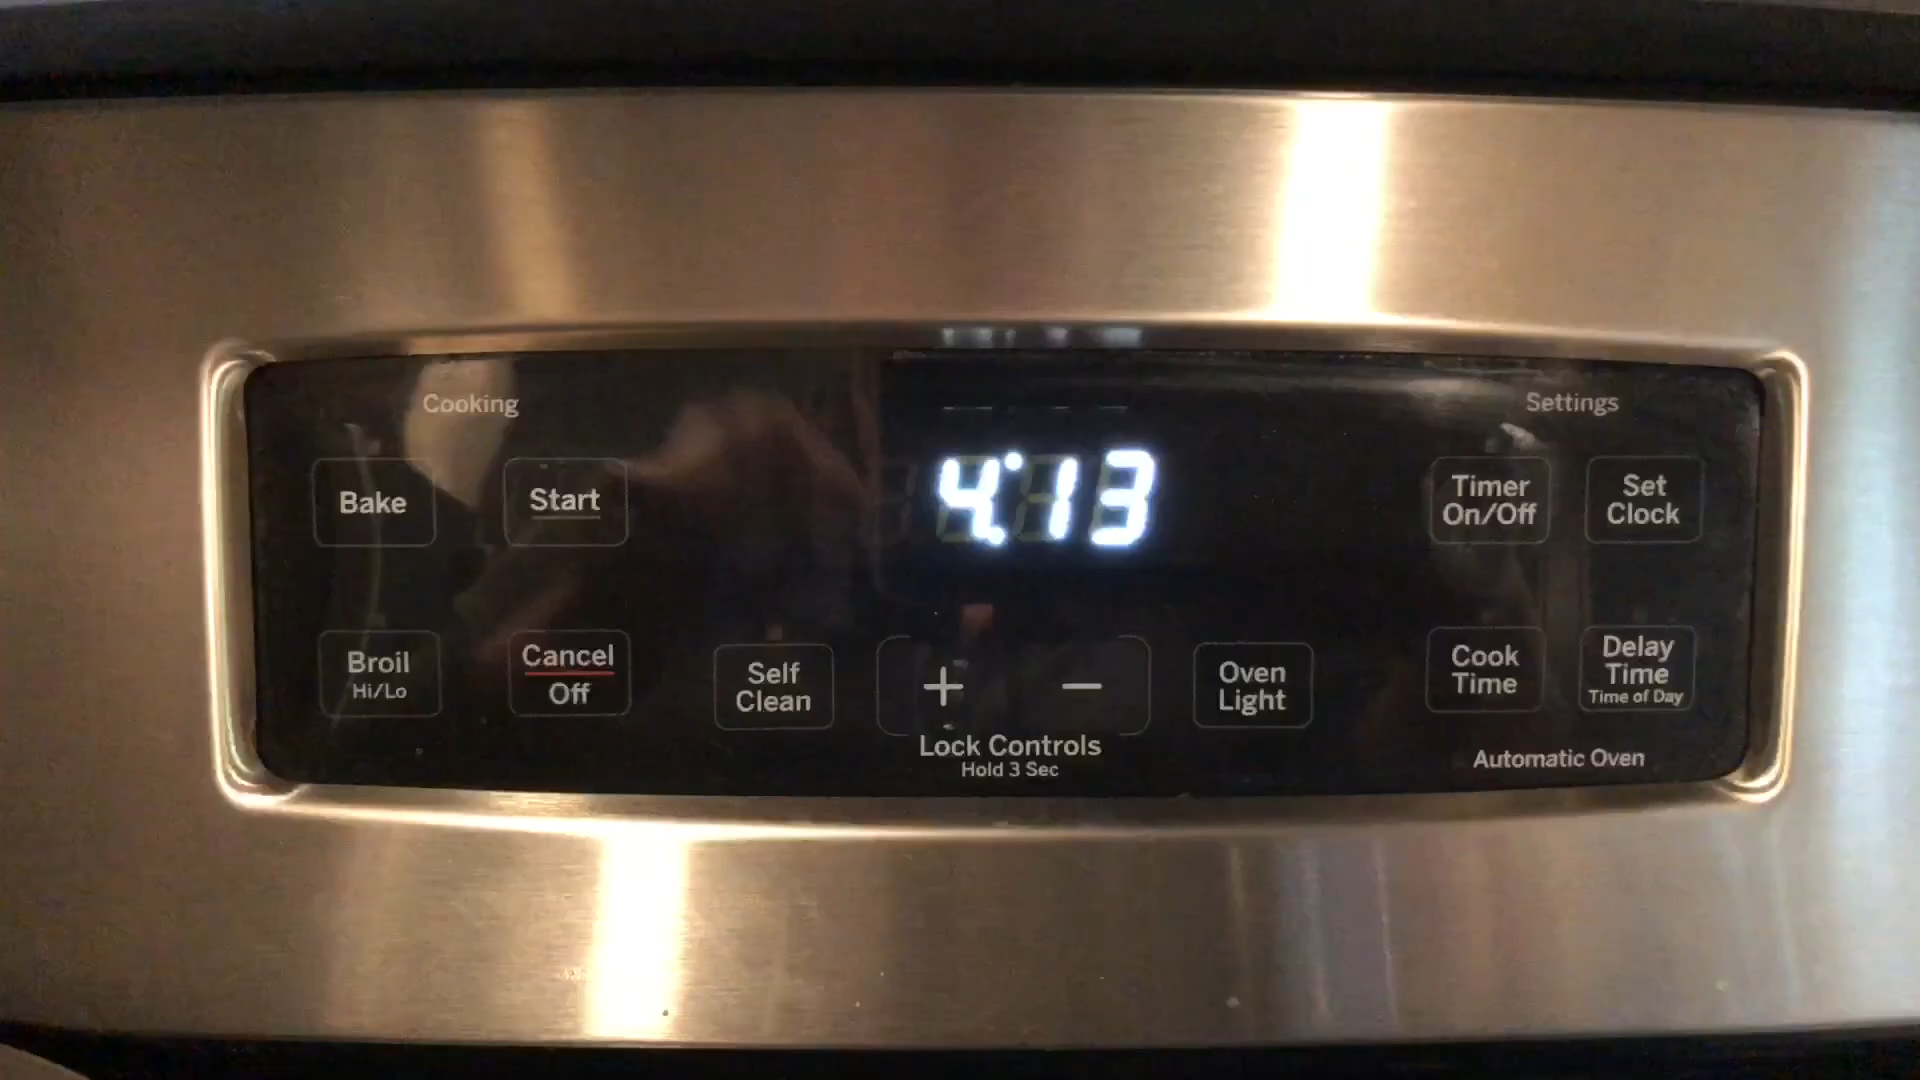 Cooking
Settings
4:13
Bake
Start
Timer
On/Off
Set
Clock
Broil
Hi/Lo
Cancel
Off
Self
Clean
+
−
Lock Controls
Hold 3 Sec
Oven
Light
Cook
Time
Delay
Time
Time of Day
Automatic Oven